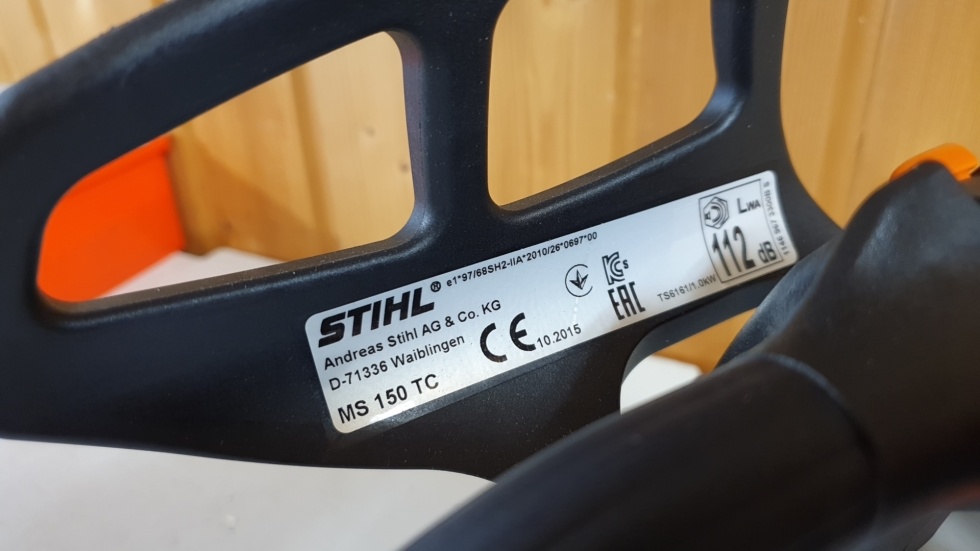 STIHL® e1*97/68SH2-IIA*2010/26*0697*00
Andreas Stihl AG & Co. KG
D-71336 Waiblingen
MS 150 TC
CE 10.2015
EAC
TS6161/1.0kW
LWA
112 dB